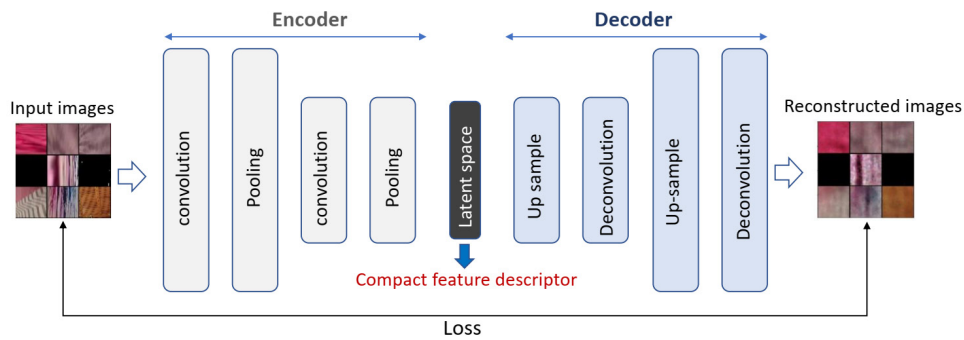 Encoder
Decoder
Input images
Reconstructed images
convolution
Pooling
convolution
Pooling
Latent space
Up sample
Deconvolution
Up-sample
Deconvolution
Compact feature descriptor
Loss